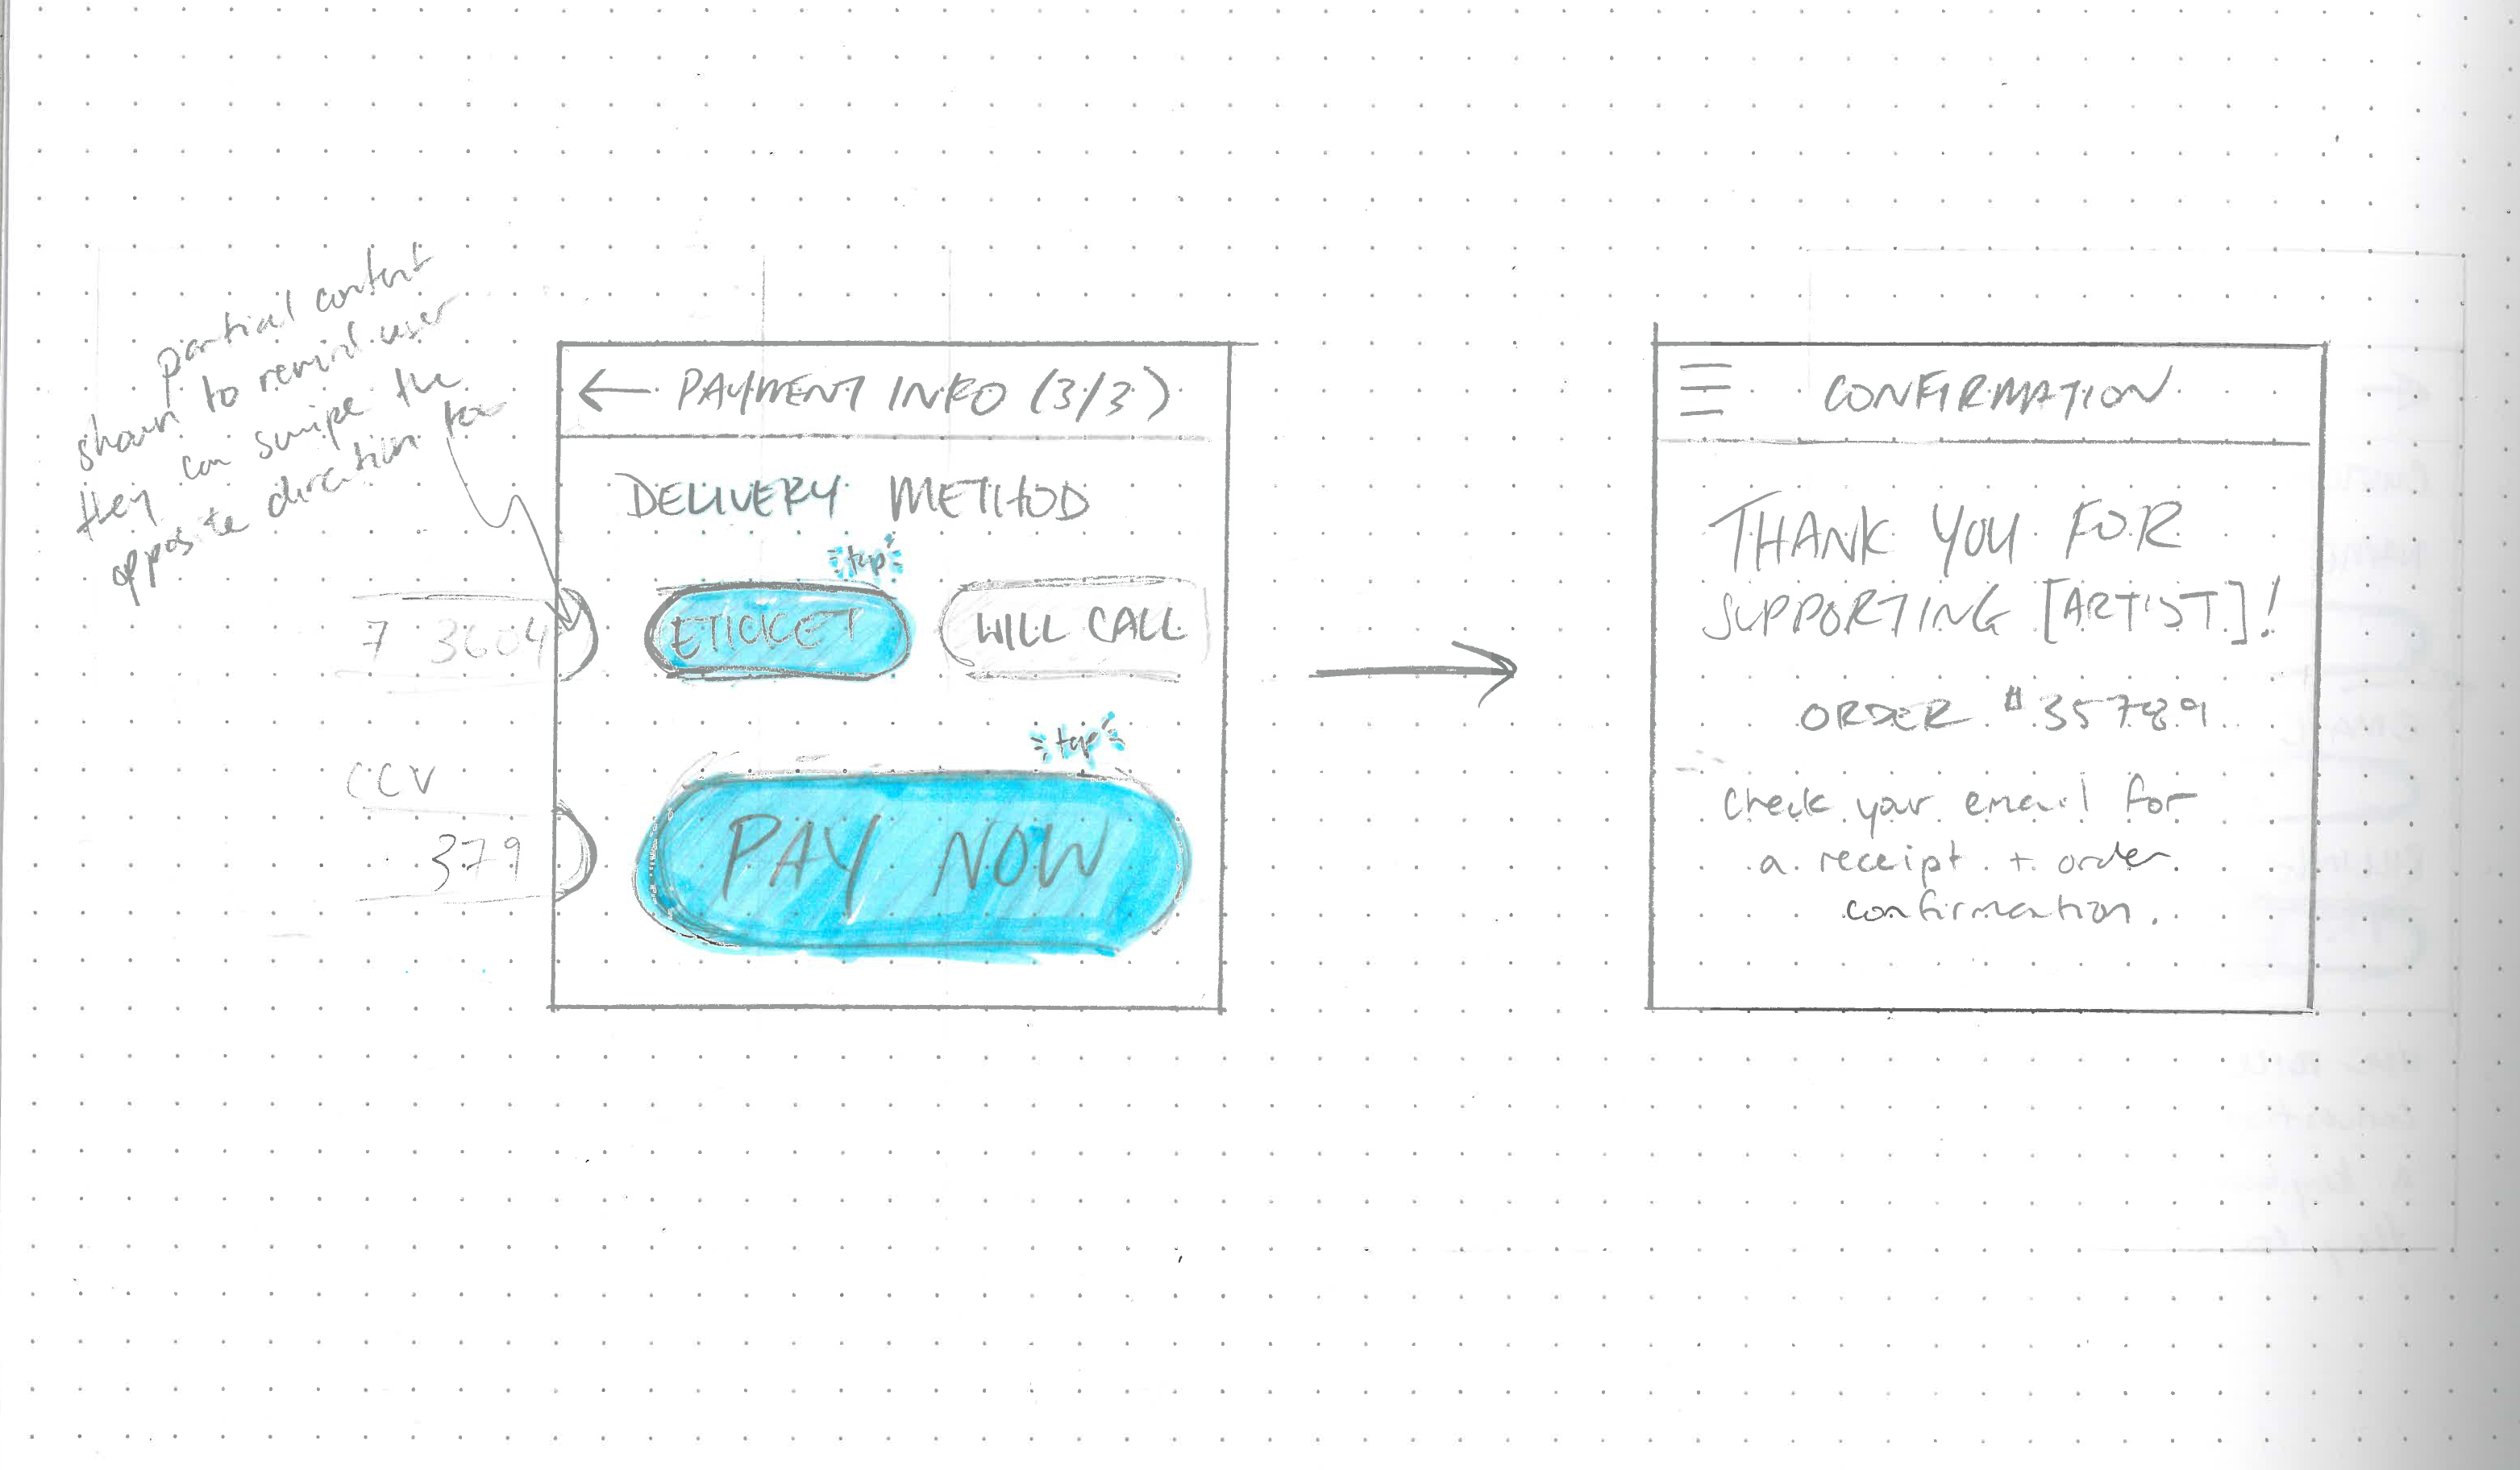 partial content
shown to remind user
they can swipe the
opposite direction too
7 3604
CCV
379
← PAYMENT INFO (3/3)
DELIVERY METHOD
tap
ETICKET
WILL CALL
tap
PAY NOW
CONFIRMATION
THANK YOU FOR
SUPPORTING [ARTIST]!
ORDER #35789
Check your email for
a receipt + order
confirmation.